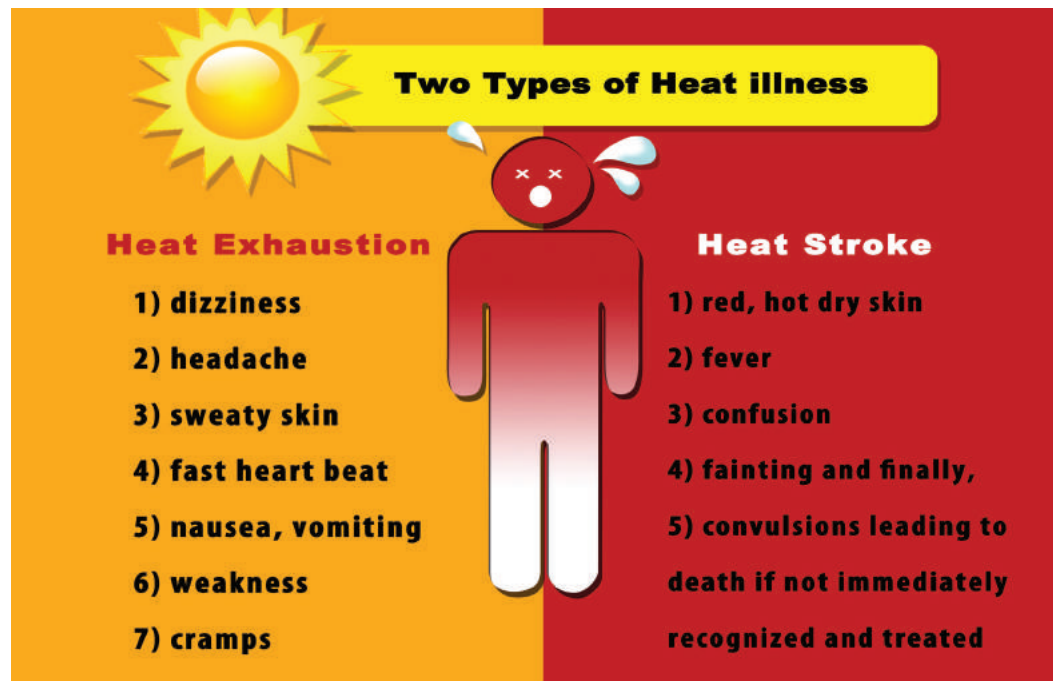 Two Types of Heat illness
Heat Exhaustion
1) dizziness
2) headache
3) sweaty skin
4) fast heart beat
5) nausea, vomiting
6) weakness
7) cramps
Heat Stroke
1) red, hot dry skin
2) fever
3) confusion
4) fainting and finally,
5) convulsions leading to
death if not immediately
recognized and treated